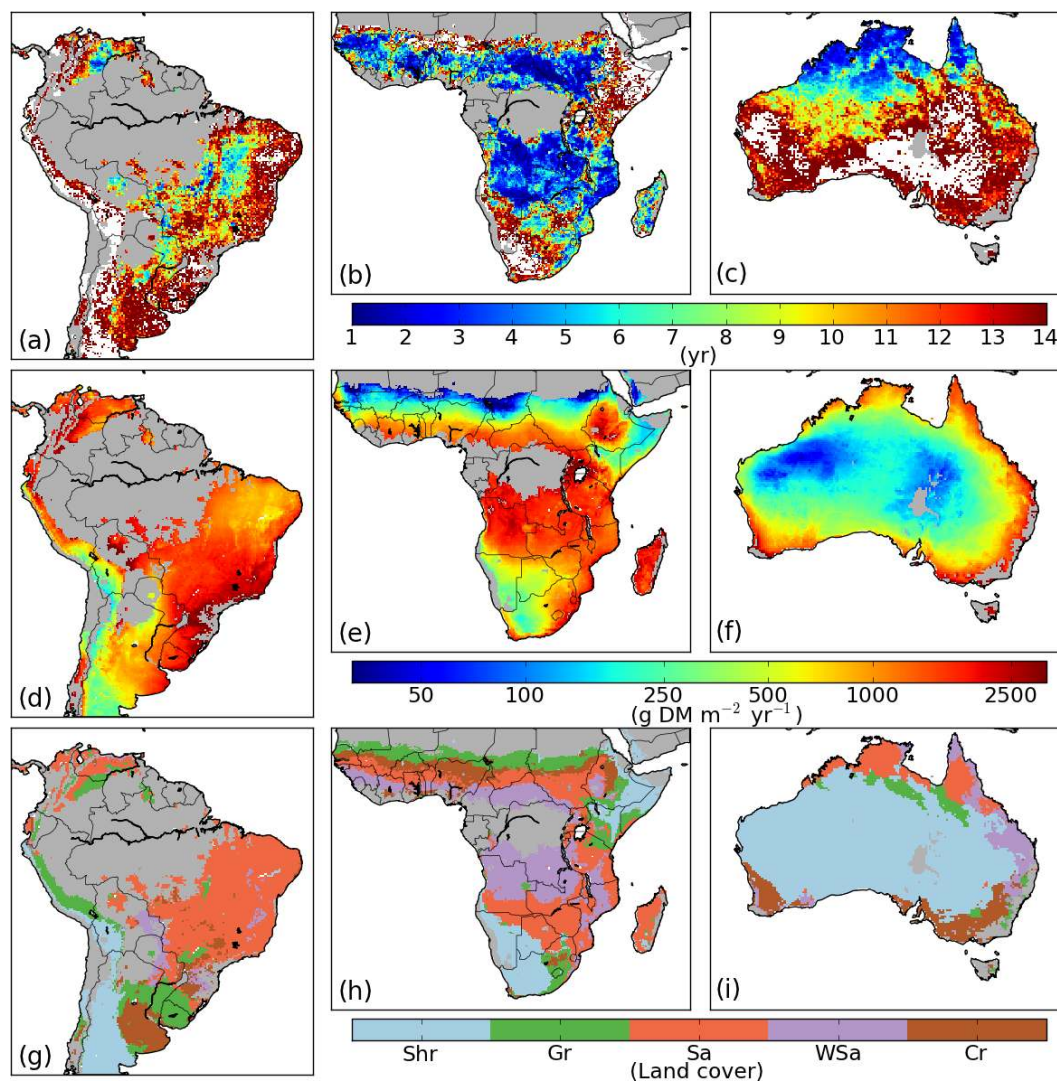 (a)
(b)
(c)
1 2 3 4 5 6 7 8 9 10 11 12 13 14
(yr)
(d)
(e)
(f)
50 100 250 500 1000 2500
(g DM m⁻² yr⁻¹)
(g)
(h)
(i)
Shr Gr Sa WSa Cr
(Land cover)